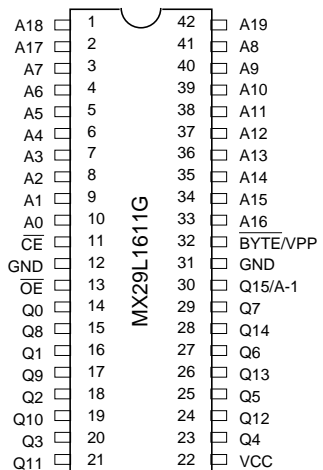 A18 1 42 A19
A17 2 41 A8
A7 3 40 A9
A6 4 39 A10
A5 5 38 A11
A4 6 37 A12
A3 7 36 A13
A2 8 35 A14
A1 9 34 A15
A0 10 33 A16
CE 11 32 BYTE/VPP
GND 12 31 GND
OE 13 30 Q15/A-1
Q0 14 29 Q7
Q8 15 28 Q14
Q1 16 27 Q6
Q9 17 26 Q13
Q2 18 25 Q5
Q10 19 24 Q12
Q3 20 23 Q4
Q11 21 22 VCC
MX29L1611G